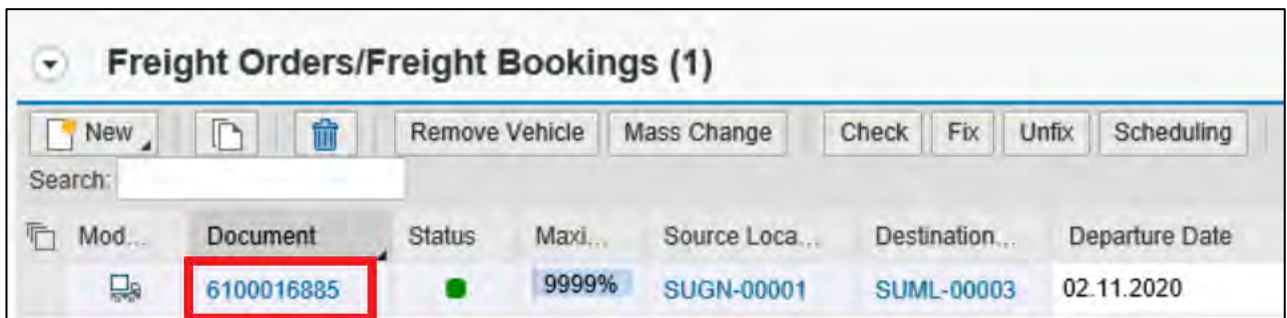 Freight Orders/Freight Bookings (1)
New Remove Vehicle Mass Change Check Fix Unfix Scheduling
Search:
Mod... Document Status Maxi... Source Loca... Destination... Departure Date
6100016885 9999% SUGN-00001 SUML-00003 02.11.2020